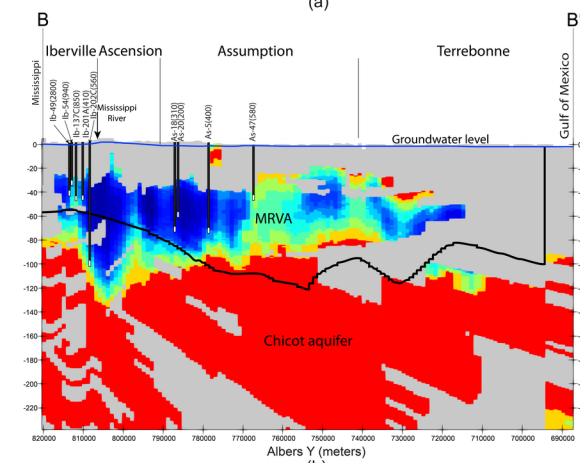 (a)
B
B'
Iberville
Ascension
Assumption
Terrebonne
Mississippi
Ib-49(2800)
Ib-54(940)
Ib-137C(850)
Ib-201A(410)
Ib-202C(560)
Mississippi
River
As-18(310)
As-20(200)
As-5(400)
As-47(580)
Groundwater level
Gulf of Mexico
0
-20
-40
-60
-80
-100
-120
-140
-160
-180
-200
-220
MRVA
Chicot aquifer
820000 810000 800000 790000 780000 770000 760000 750000 740000 730000 720000 710000 700000 690000
Albers Y (meters)